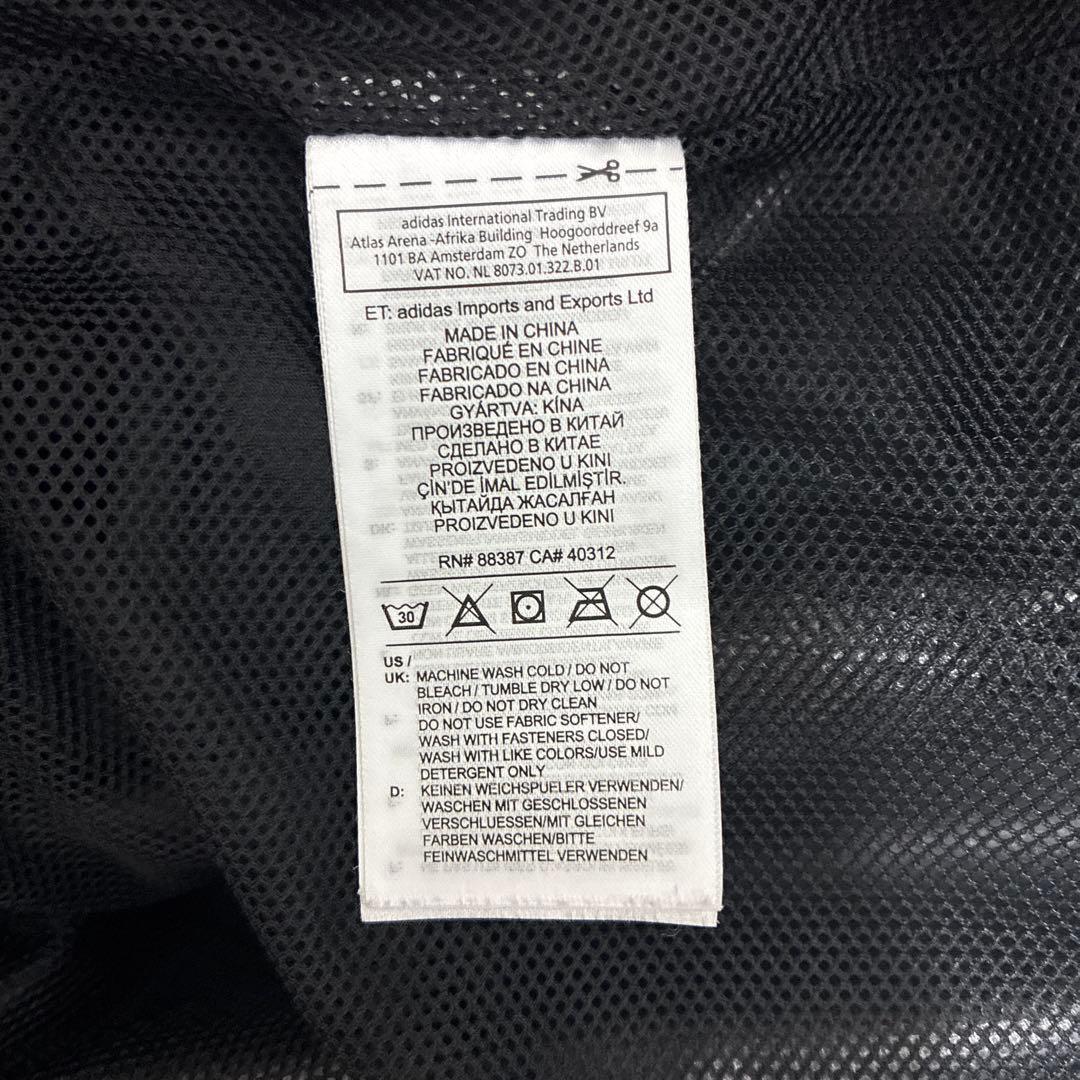 adidas International Trading BV
Atlas Arena -Afrika Building Hoogoorddreef 9a
1101 BA Amsterdam ZO The Netherlands
VAT NO. NL 8073.01.322.B.01
ET: adidas Imports and Exports Ltd
MADE IN CHINA
FABRIQUÉ EN CHINE
FABRICADO EN CHINA
FABRICADO NA CHINA
GYÁRTVA: KÍNA
ПРОИЗВЕДЕНО В КИТАЙ
СДЕЛАНО В КИТАЕ
PROIZVEDENO U KINI
ÇİN'DE İMAL EDİLMİŞTİR.
ҚЫТАЙДА ЖАСАЛҒАН
PROIZVEDENO U KINI
RN# 88387 CA# 40312
30
US /
UK: MACHINE WASH COLD / DO NOT
BLEACH / TUMBLE DRY LOW / DO NOT
IRON / DO NOT DRY CLEAN
DO NOT USE FABRIC SOFTENER/
WASH WITH FASTENERS CLOSED/
WASH WITH LIKE COLORS/USE MILD
DETERGENT ONLY
D: KEINEN WEICHSPUELER VERWENDEN/
WASCHEN MIT GESCHLOSSENEN
VERSCHLUESSEN/MIT GLEICHEN
FARBEN WASCHEN/BITTE
FEINWASCHMITTEL VERWENDEN